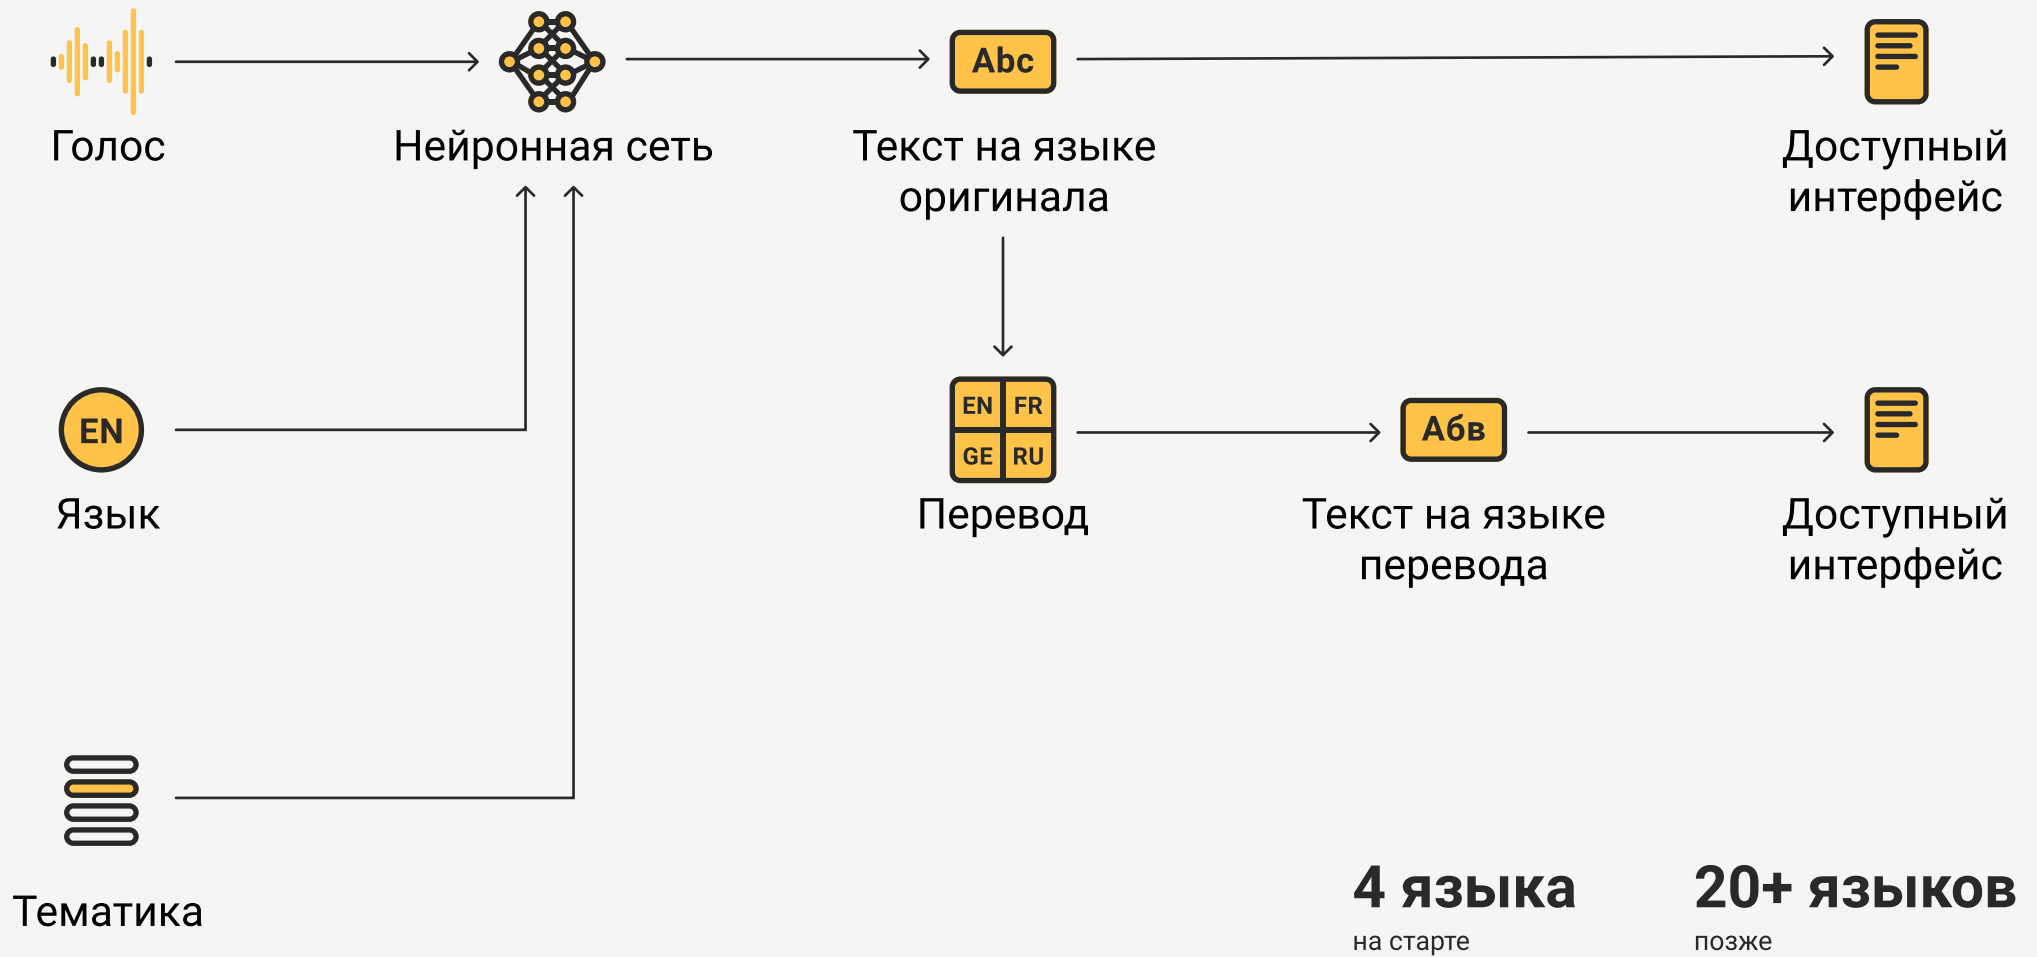 Голос
Нейронная сеть
Abc
Текст на языке
оригинала
Доступный
интерфейс
EN
Язык
EN FR
GE RU
Перевод
Абв
Текст на языке
перевода
Доступный
интерфейс
Тематика
4 языка
на старте
20+ языков
позже